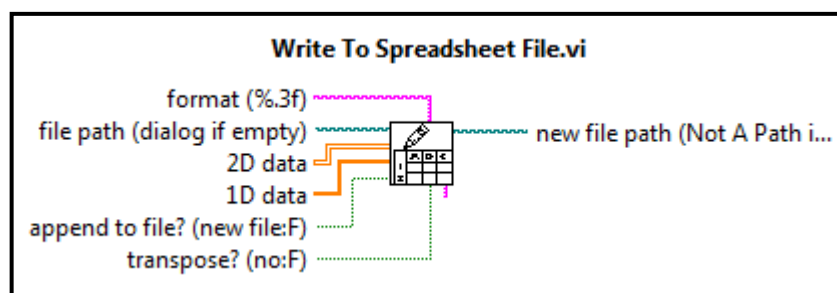 Write To Spreadsheet File.vi
format (%.3f)
file path (dialog if empty)
new file path (Not A Path i...
2D data
1D data
append to file? (new file:F)
transpose? (no:F)